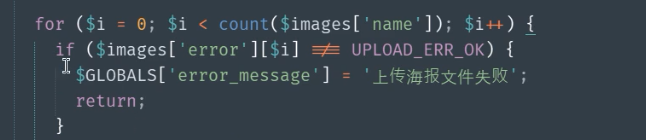 for ($i = 0; $i < count($images['name']); $i++) {
if ($images['error'][$i] !== UPLOAD_ERR_OK) {
$GLOBALS['error_message'] = '上传海报文件失败';
return;
}